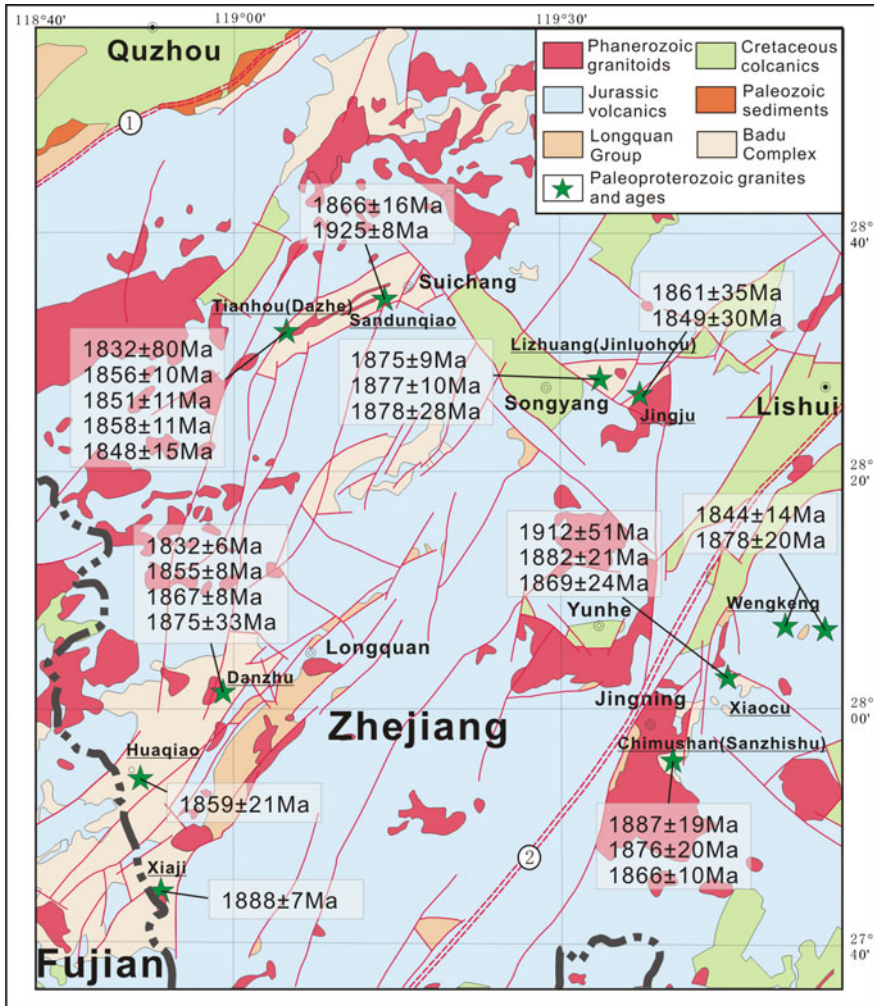 118°40'
119°00'
119°30'
Quzhou
1
Phanerozoic
granitoids
Cretaceous
colcanics
Jurassic
volcanics
Paleozoic
sediments
Longquan
Group
Badu
Complex
Paleoproterozoic granites
and ages
28°
40'
1866±16Ma
1925±8Ma
Suichang
Tianhou(Dazhe)
Sandunqiao
1861±35Ma
1849±30Ma
Lizhuang(Jinluohou)
1832±80Ma
1856±10Ma
1851±11Ma
1858±11Ma
1848±15Ma
1875±9Ma
1877±10Ma
1878±28Ma
Songyang
Jingju
Lishui
28°
20'
1844±14Ma
1878±20Ma
1912±51Ma
1882±21Ma
1869±24Ma
1832±6Ma
1855±8Ma
1867±8Ma
1875±33Ma
Yunhe
Wengkeng
Longquan
Danzhu
Zhejiang
Jingning
Xiaocu
28°
00'
Huaqiao
Chimushan(Sanzhishu)
1859±21Ma
1887±19Ma
1876±20Ma
1866±10Ma
2
Xiaji
1888±7Ma
Fujian
27°
40'